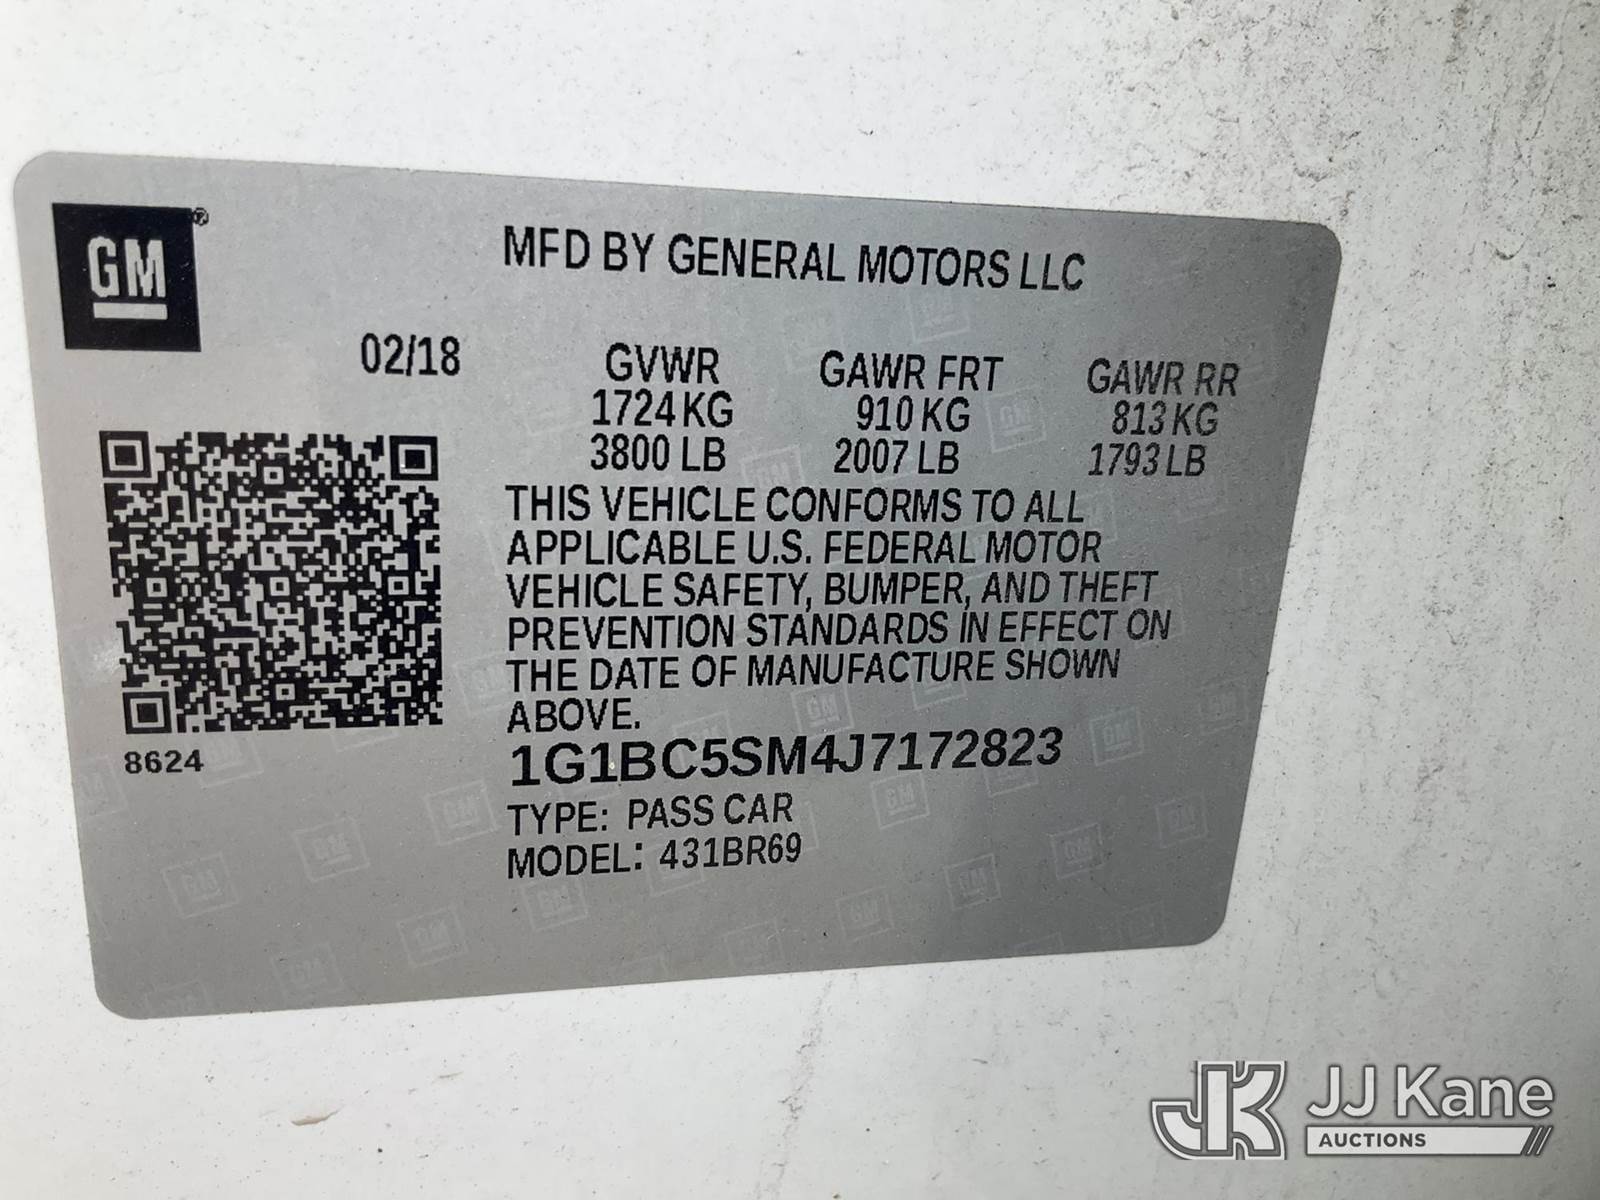 GM®
MFD BY GENERAL MOTORS LLC
02/18 GVWR GAWR FRT GAWR RR
1724 KG 910 KG 813 KG
3800 LB 2007 LB 1793 LB
THIS VEHICLE CONFORMS TO ALL
APPLICABLE U.S. FEDERAL MOTOR
VEHICLE SAFETY, BUMPER, AND THEFT
PREVENTION STANDARDS IN EFFECT ON
THE DATE OF MANUFACTURE SHOWN
ABOVE.
8624
1G1BC5SM4J7172823
TYPE: PASS CAR
MODEL: 431BR69
JK JJ Kane
AUCTIONS